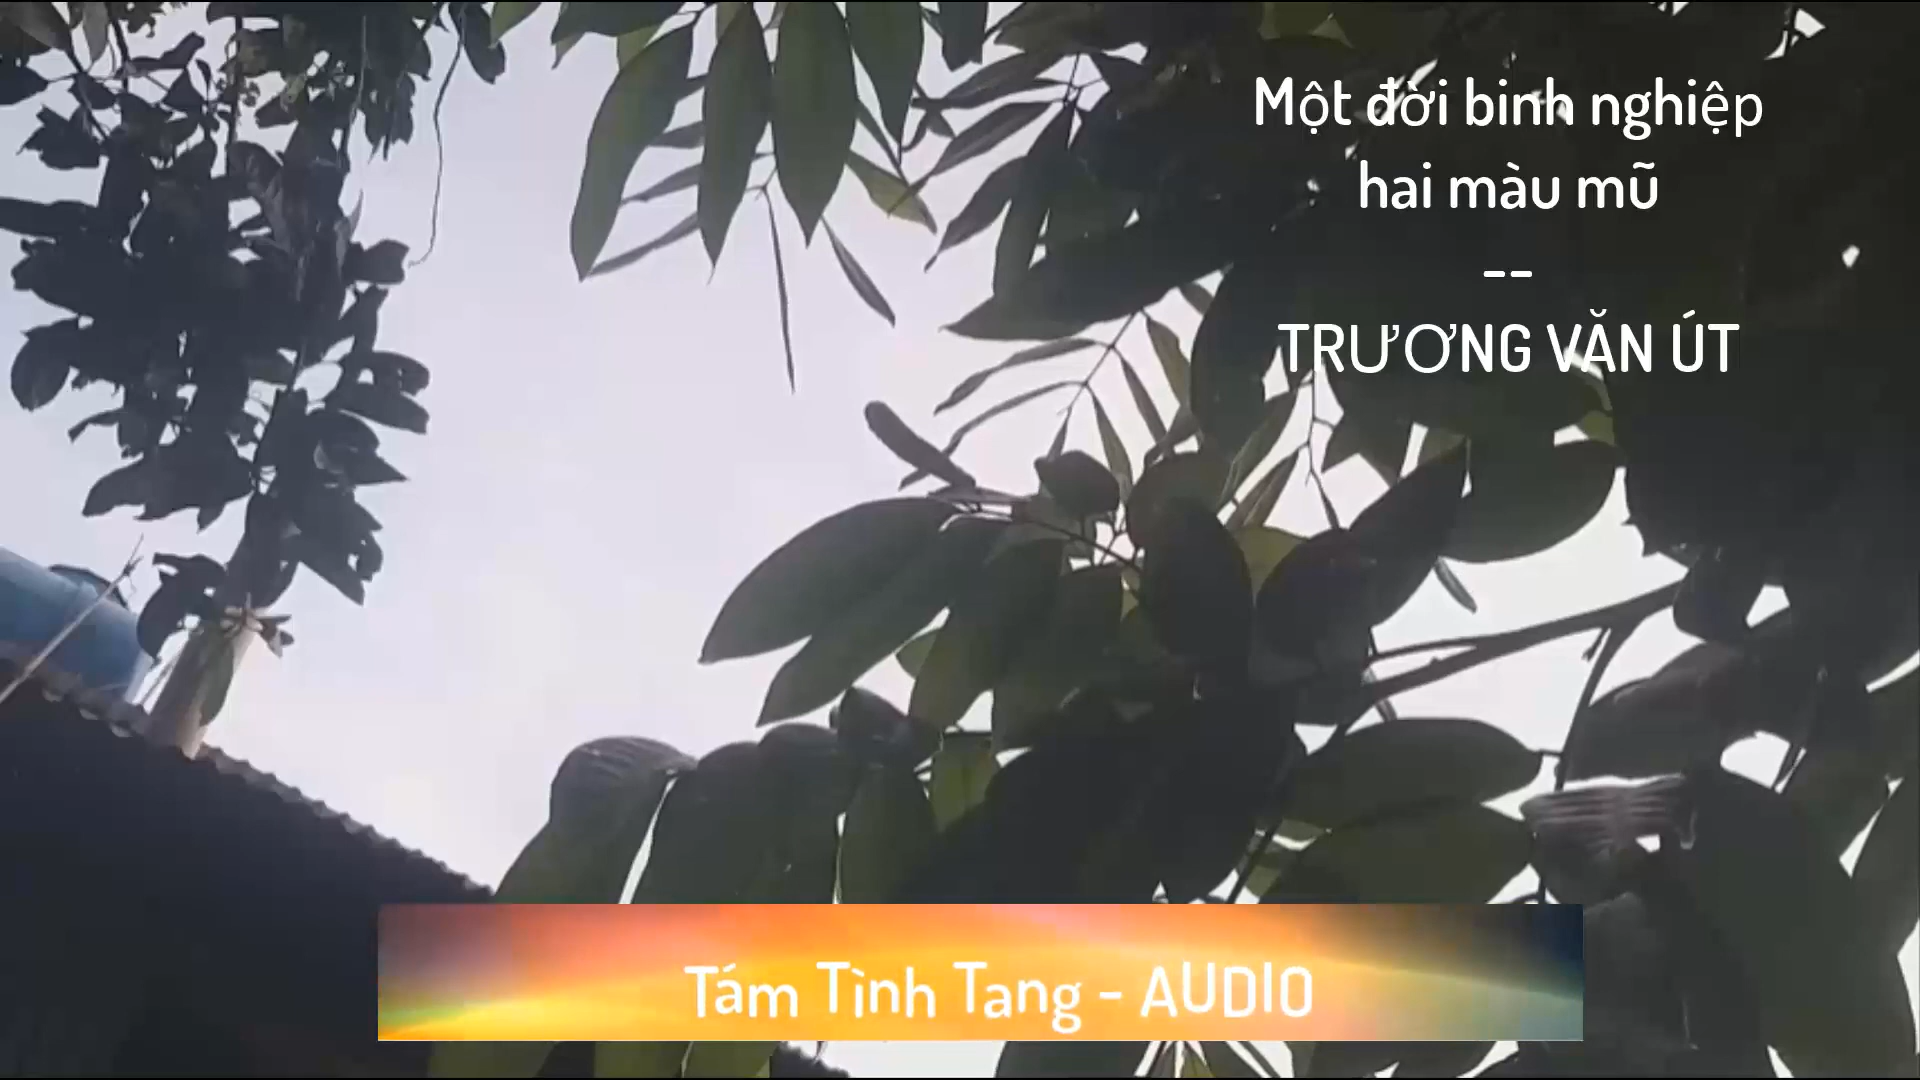 Một đời binh nghiệp
hai màu mũ
--
TRƯƠNG VĂN ÚT
Tám Tình Tang - AUDIO